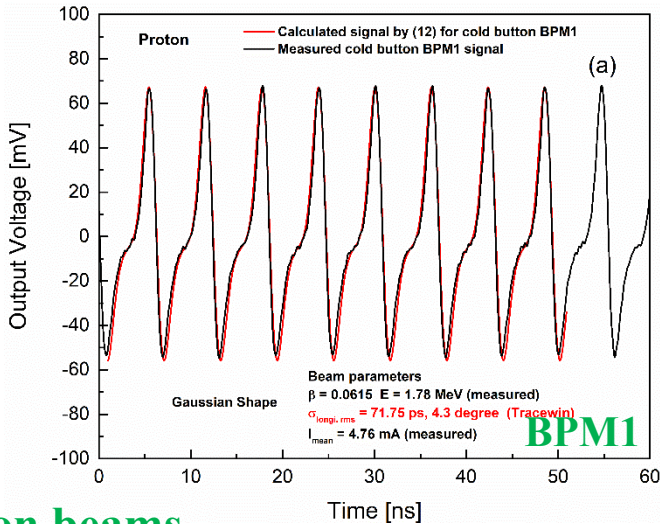 Proton
Calculated signal by (12) for cold button BPM1
Measured cold button BPM1 signal
(a)
Output Voltage [mV]
100
80
60
40
20
0
-20
-40
-60
-80
-100
Gaussian Shape
Beam parameters
β = 0.0615 E = 1.78 MeV (measured)
σlongi, rms = 71.75 ps, 4.3 degree (Tracewin)
Imean = 4.76 mA (measured)
BPM1
0 10 20 30 40 50 60
Time [ns]
on beams